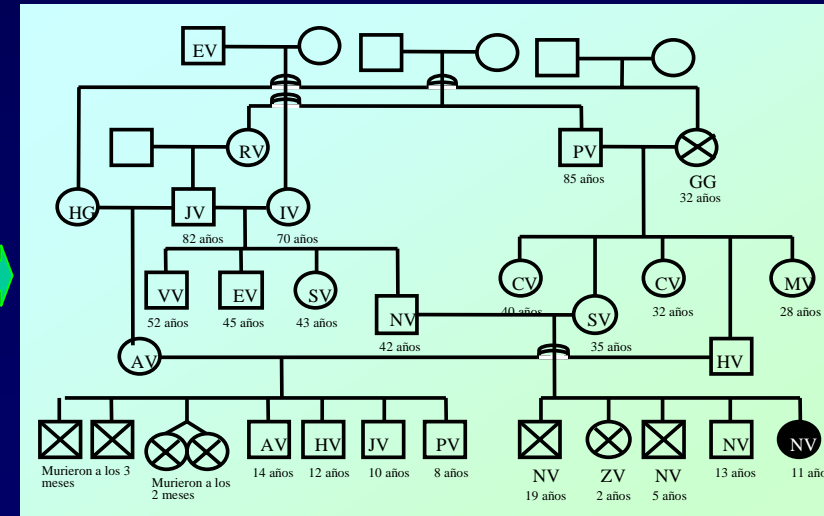 EV
RV
PV
85 años
GG
32 años
HG
JV
IV
82 años
70 años
VV
EV
SV
NV
CV
SV
CV
MV
52 años
45 años
43 años
42 años
40 años
35 años
32 años
28 años
AV
HV
AV
HV
JV
PV
NV
NV
Murieron a los 3
meses
Murieron a los
2 meses
14 años
12 años
10 años
8 años
NV
ZV
NV
19 años
2 años
5 años
13 años
11 año